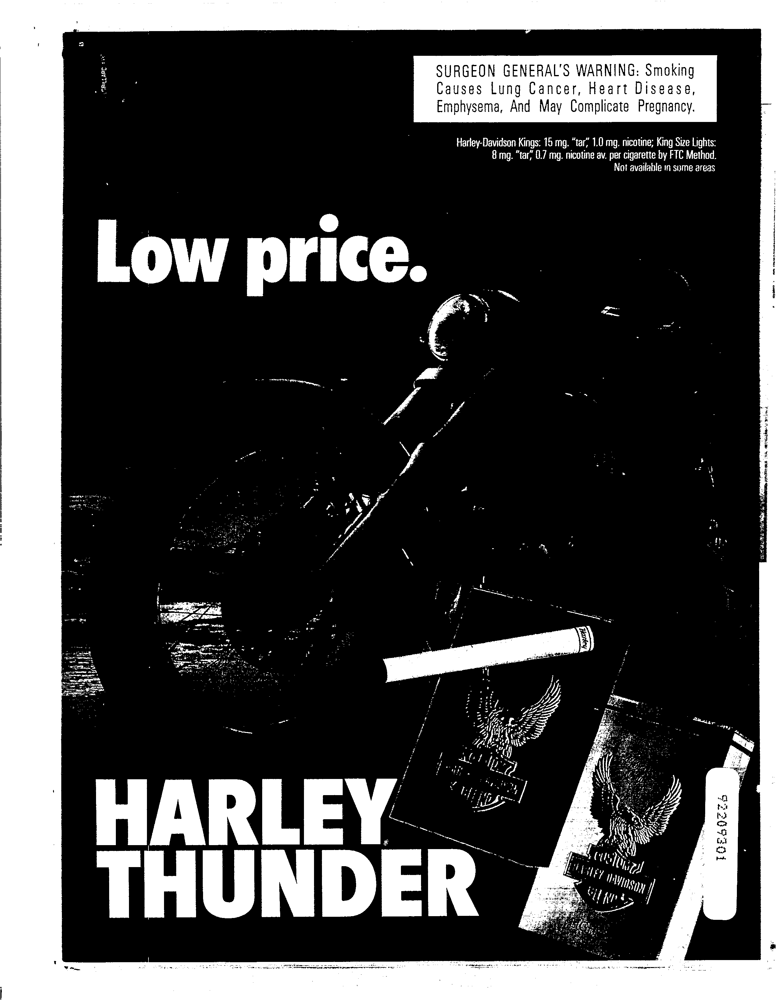 SURGEON GENERAL'S WARNING: Smoking
Causes Lung Cancer, Heart Disease,
Emphysema, And May Complicate Pregnancy.
Harley-Davidson Kings: 15 mg. "tar," 1.0 mg. nicotine; King Size Lights:
8 mg. "tar," 0.7 mg. nicotine av. per cigarette by FTC Method.
Not available in some areas
Low price.
HARLEY
THUNDER
HARLEY DAVIDSON
92209301